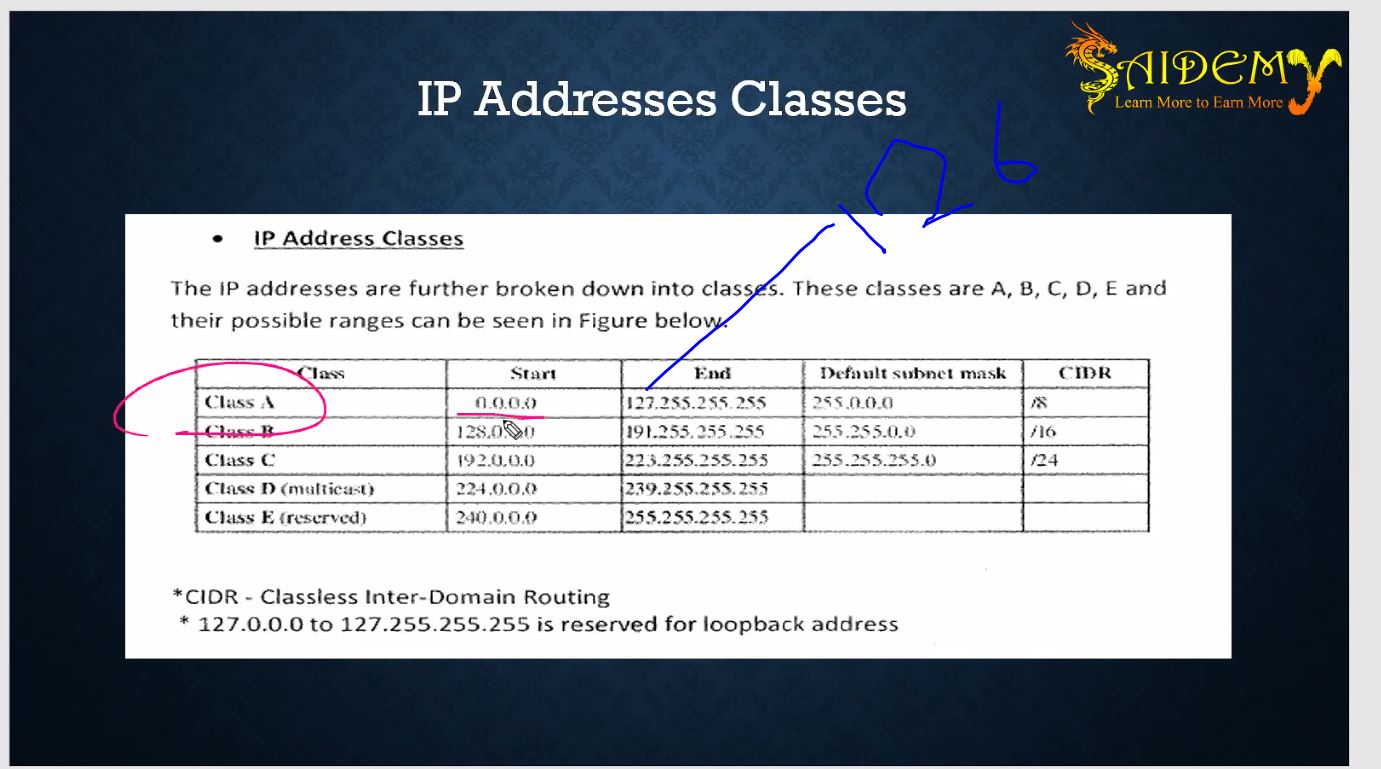 SAIDEMY
Learn More to Earn More
IP Addresses Classes
126
• IP Address Classes
The IP addresses are further broken down into classes. These classes are A, B, C, D, E and
their possible ranges can be seen in Figure below.
Class Start End Default subnet mask CIDR
Class A 0.0.0.0 127.255.255.255 255.0.0.0 /8
Class B 128.0.0.0 191.255.255.255 255.255.0.0 /16
Class C 192.0.0.0 223.255.255.255 255.255.255.0 /24
Class D (multicast) 224.0.0.0 239.255.255.255
Class E (reserved) 240.0.0.0 255.255.255.255
*CIDR - Classless Inter-Domain Routing
* 127.0.0.0 to 127.255.255.255 is reserved for loopback address